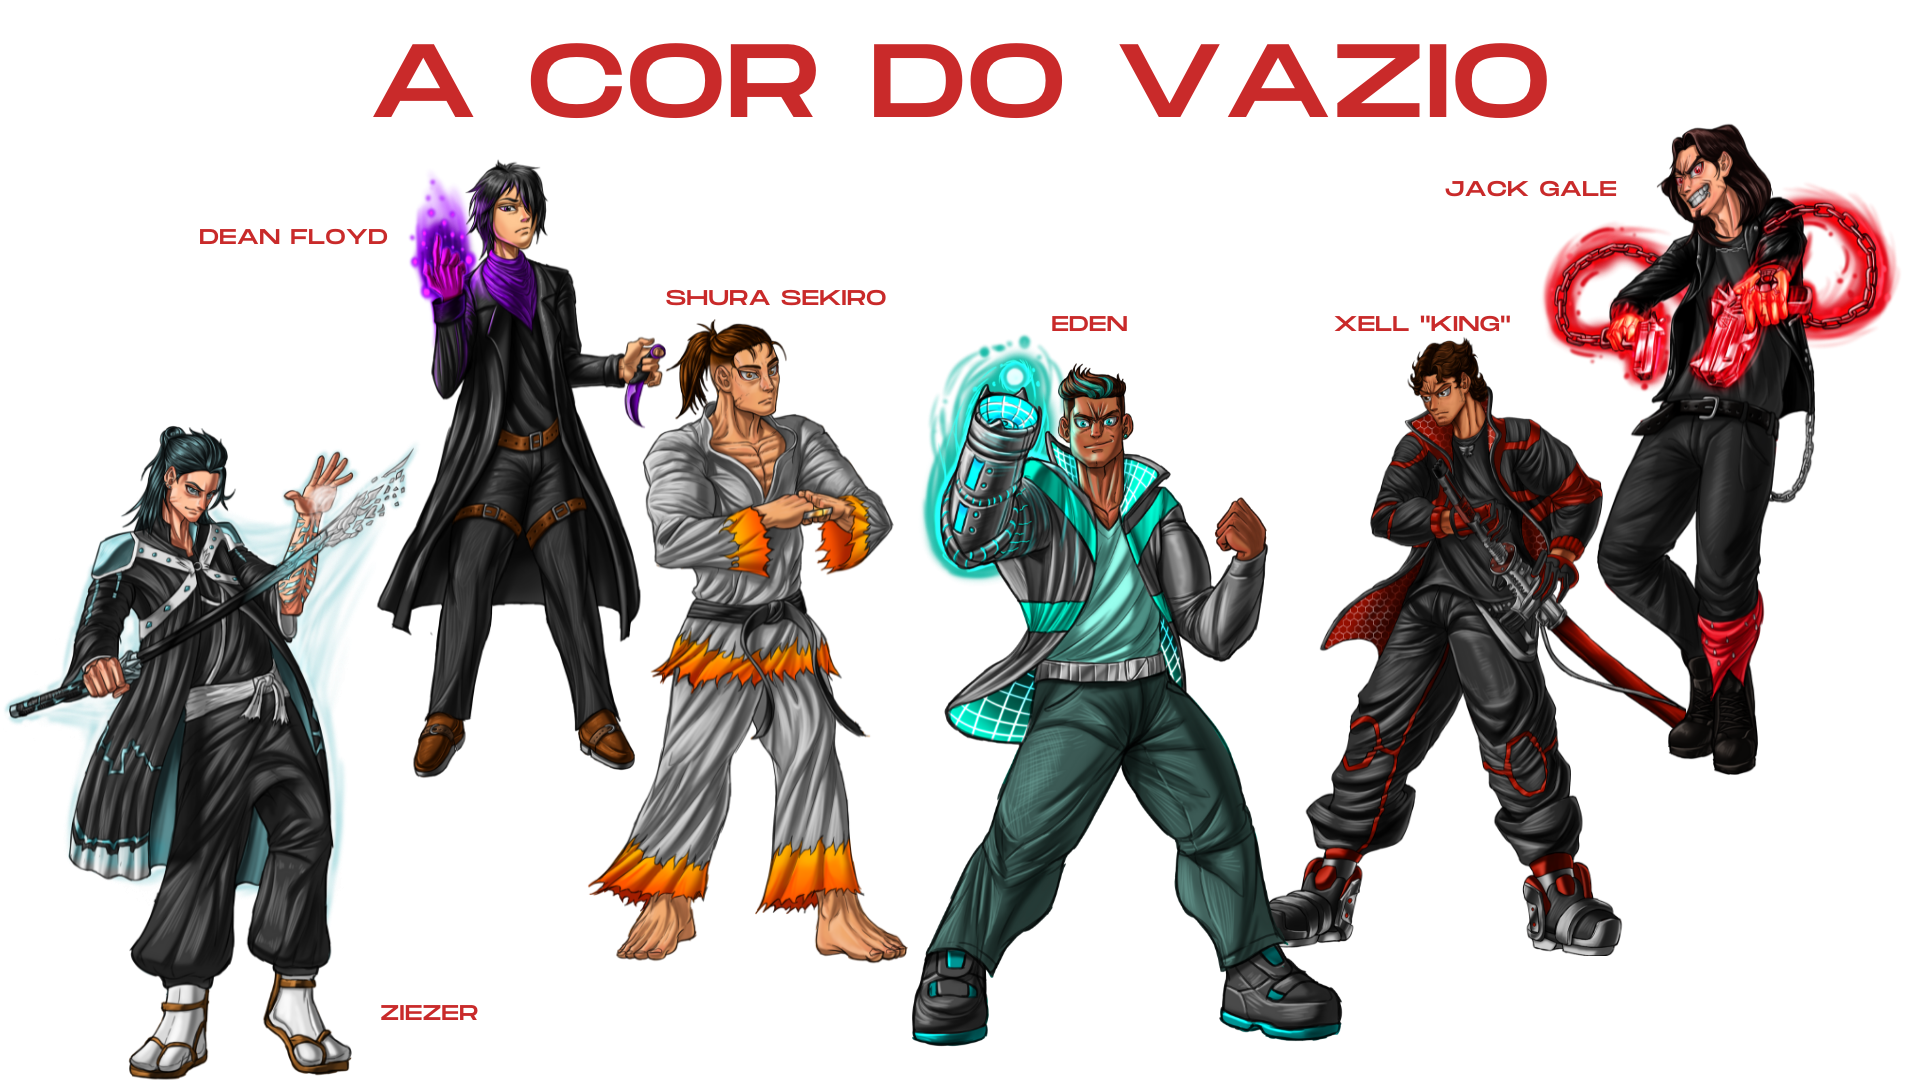 A COR DO VAZIO
JACK GALE
DEAN FLOYD
SHURA SEKIRO
EDEN
XELL "KING"
ZIEZER